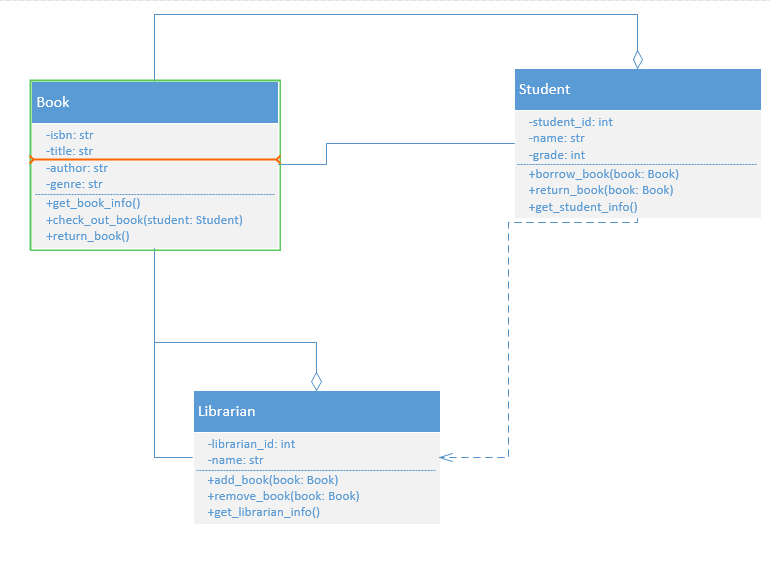 Book
-isbn: str
-title: str
-author: str
-genre: str
+get_book_info()
+check_out_book(student: Student)
+return_book()
Student
-student_id: int
-name: str
-grade: int
+borrow_book(book: Book)
+return_book(book: Book)
+get_student_info()
Librarian
-librarian_id: int
-name: str
+add_book(book: Book)
+remove_book(book: Book)
+get_librarian_info()